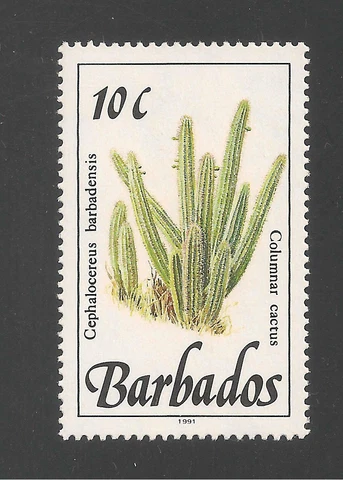 10 C
Cephalocereus barbadensis
Columnar cactus
Barbados
1991